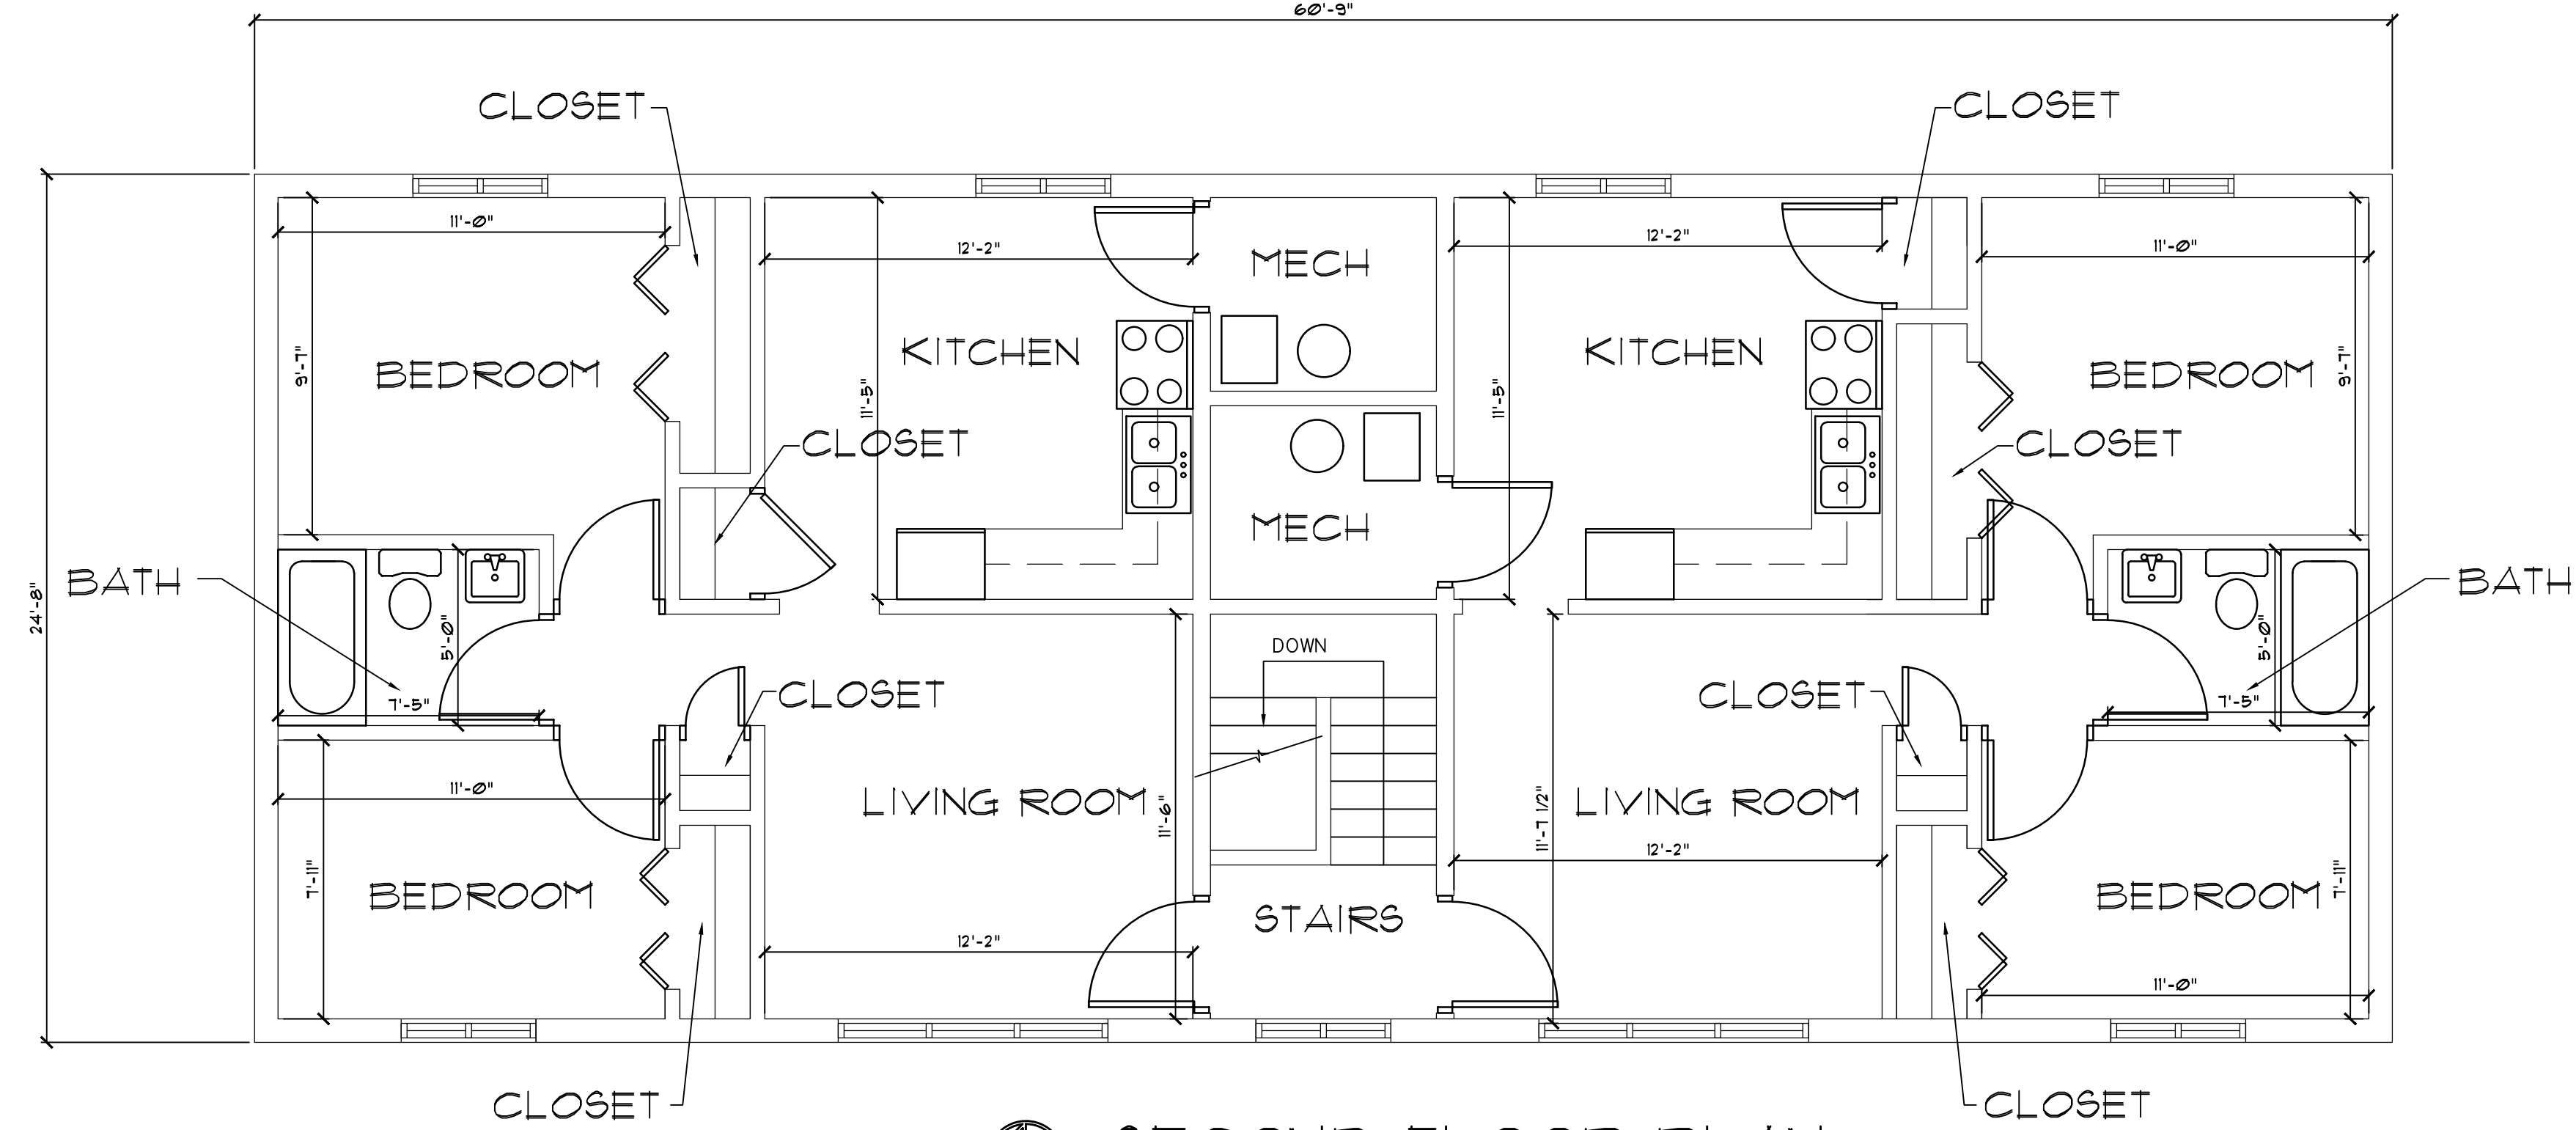 60'-9"
CLOSET
CLOSET
11'-0"
12'-2"
MECH
12'-2"
11'-0"
9'-7"
BEDROOM
KITCHEN
11'-5"
11'-5"
KITCHEN
BEDROOM
9'-7"
CLOSET
CLOSET
MECH
BATH
24'-8"
5'-0"
DOWN
5'-0"
BATH
7'-5"
CLOSET
CLOSET
7'-5"
11'-0"
LIVING ROOM
11'-6"
11'-7 1/2"
LIVING ROOM
12'-2"
7'-11"
BEDROOM
STAIRS
BEDROOM
7'-11"
12'-2"
11'-0"
CLOSET
CLOSET